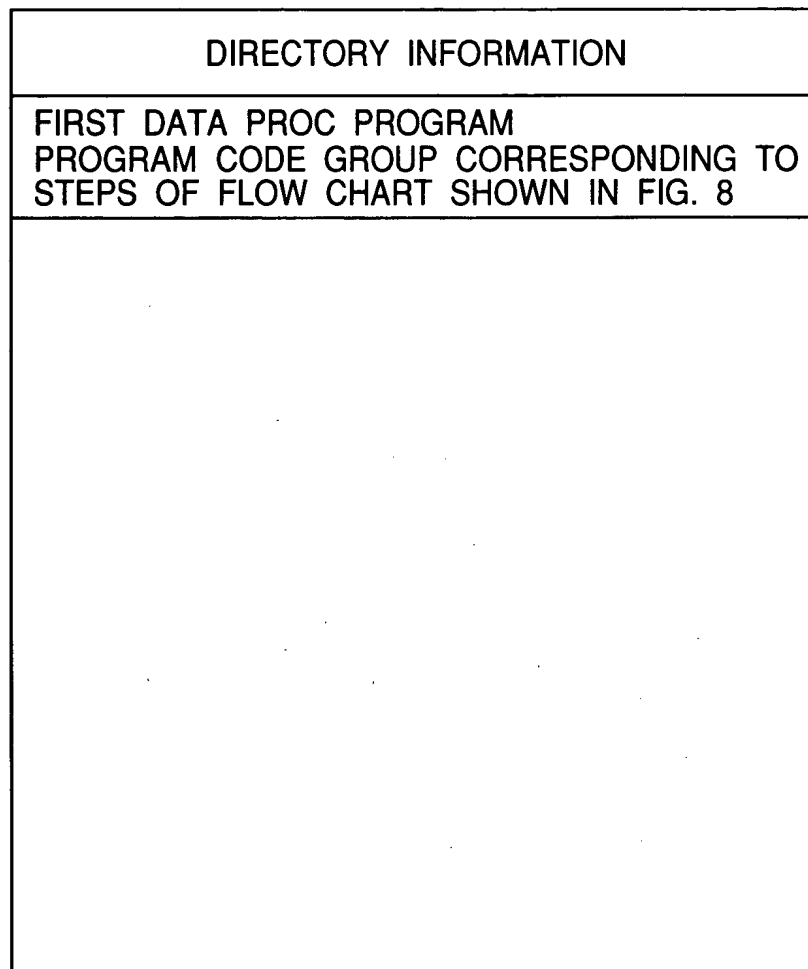 DIRECTORY INFORMATION
FIRST DATA PROC PROGRAM
PROGRAM CODE GROUP CORRESPONDING TO
STEPS OF FLOW CHART SHOWN IN FIG. 8